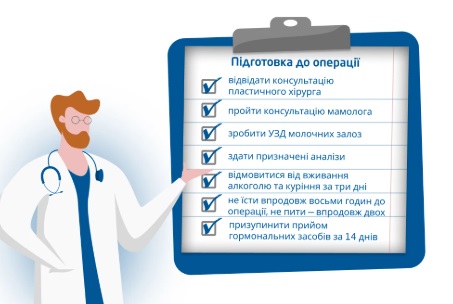 Підготовка до операції
відвідати консультацію
пластичного хірурга
пройти консультацію мамолога
зробити УЗД молочних залоз
здати призначені аналізи
відмовитися від вживання
алкоголю та куріння за три дні
не їсти впродовж восьми годин до
операції, не пити – впродовж двох
призупинити прийом
гормональних засобів за 14 днів